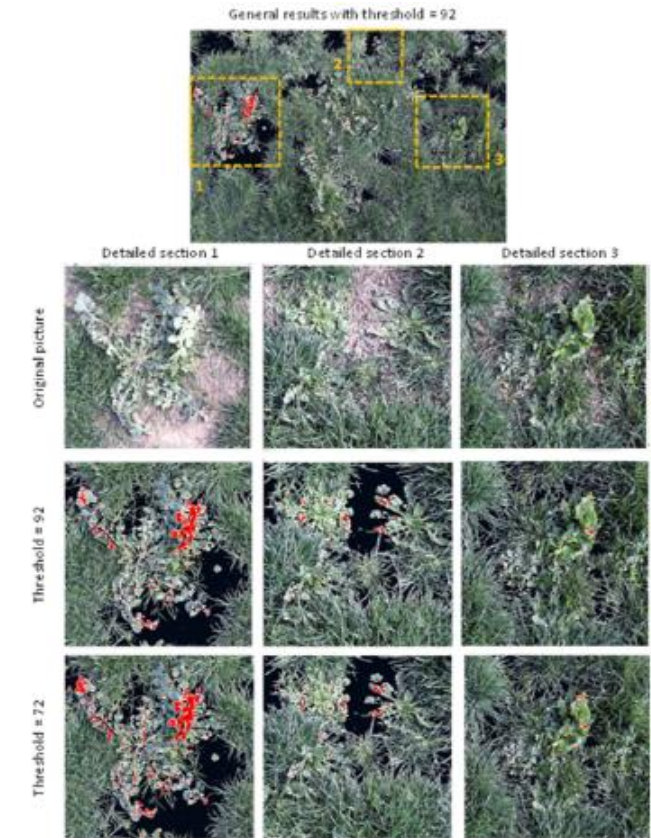 General results with threshold = 92
2
1
3
Detailed section 1
Detailed section 2
Detailed section 3
Original picture
Threshold = 92
Threshold = 72